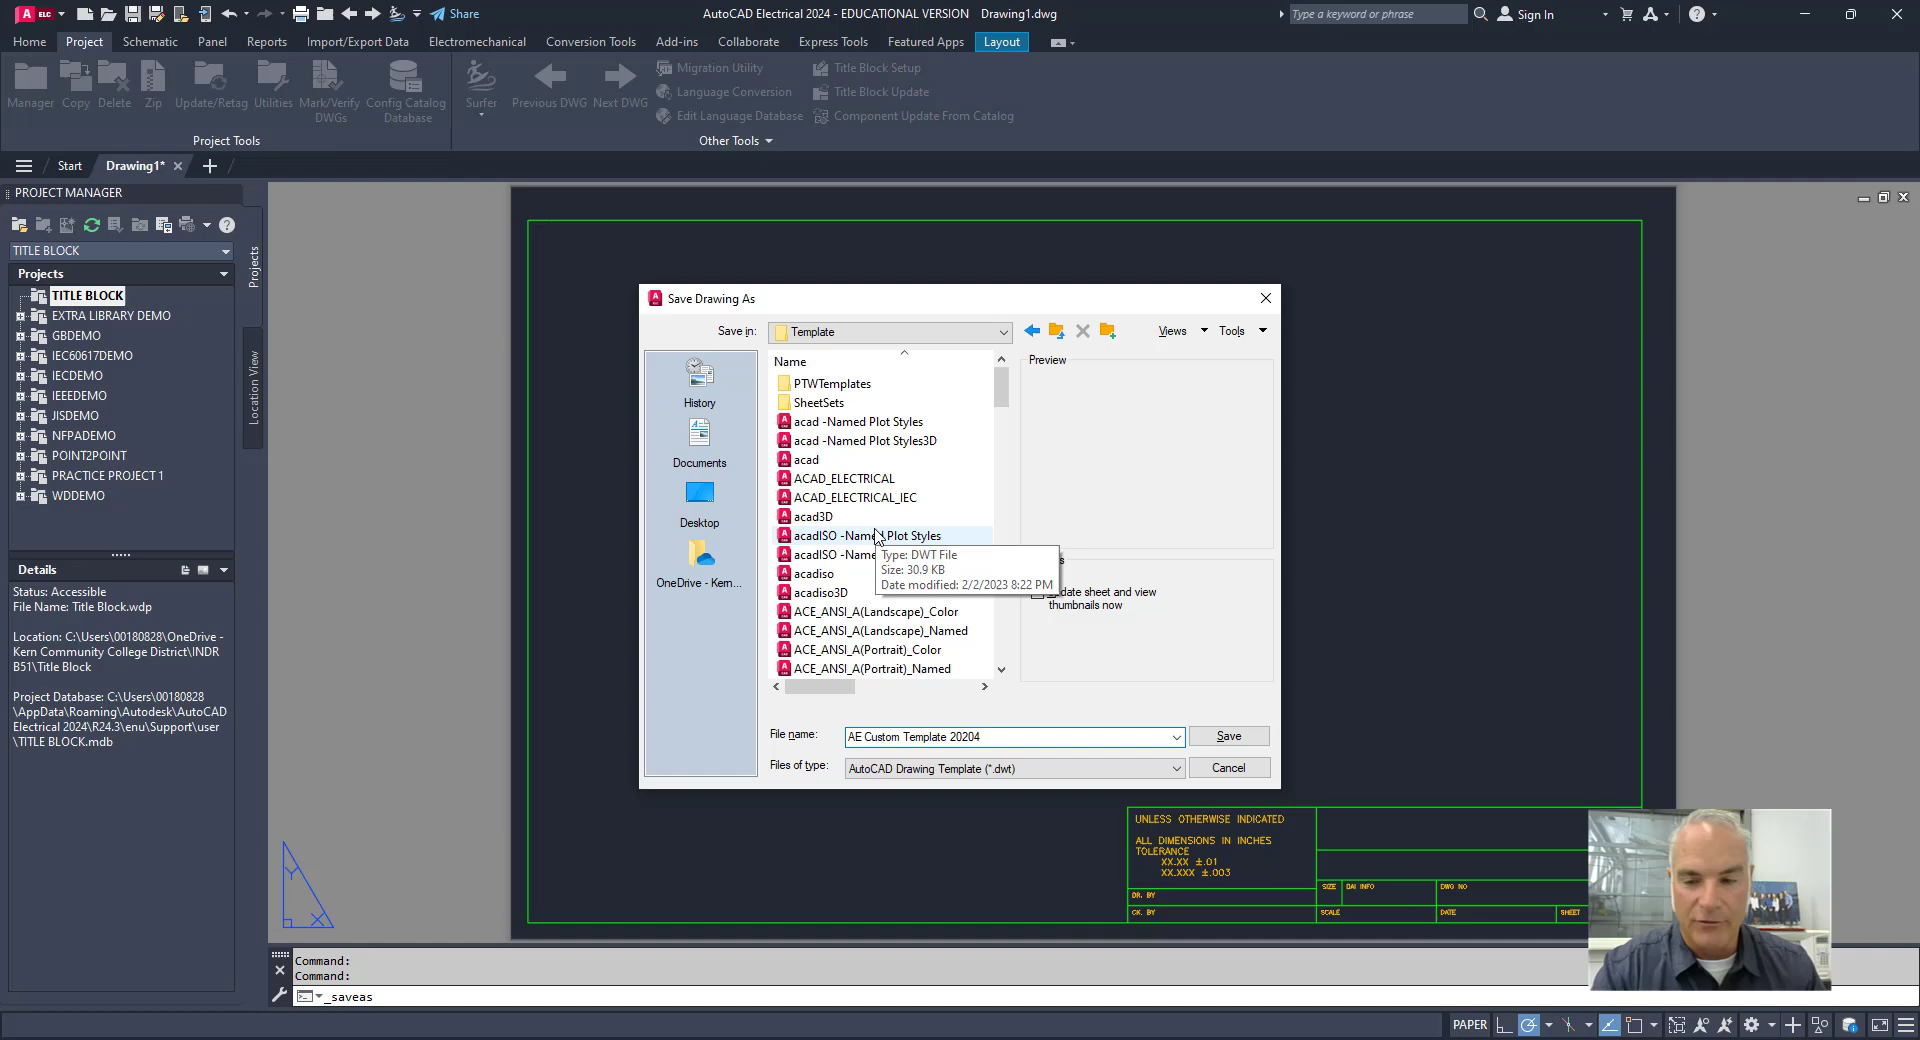 A ELC
Share
AutoCAD Electrical 2024 - EDUCATIONAL VERSION Drawing1.dwg
Type a keyword or phrase
Sign In
Home Project Schematic Panel Reports Import/Export Data Electromechanical Conversion Tools Add-ins Collaborate Express Tools Featured Apps Layout
Manager Copy Delete Zip Update/Retag Utilities Mark/Verify DWGs Config Catalog Database
Surfer Previous DWG Next DWG
Migration Utility
Language Conversion
Edit Language Database
Title Block Setup
Title Block Update
Component Update From Catalog
Project Tools
Other Tools
Start
Drawing1*
PROJECT MANAGER
TITLE BLOCK
Projects
TITLE BLOCK
EXTRA LIBRARY DEMO
GBDEMO
IEC60617DEMO
IECDEMO
IEEEDEMO
JISDEMO
NFPADEMO
POINT2POINT
PRACTICE PROJECT 1
WDDEMO
Projects
Location View
Details
Status: Accessible
File Name: Title Block.wdp
Location: C:\Users\00180828\OneDrive -
Kern Community College District\INDR
B51\Title Block
Project Database: C:\Users\00180828
\AppData\Roaming\Autodesk\AutoCAD
Electrical 2024\R24.3\enu\Support\user
\TITLE BLOCK.mdb
Save Drawing As
Save in:
Template
Views
Tools
History
Documents
Desktop
OneDrive - Kern...
Name
PTWTemplates
SheetSets
acad -Named Plot Styles
acad -Named Plot Styles3D
acad
ACAD_ELECTRICAL
ACAD_ELECTRICAL_IEC
acad3D
acadISO -Named Plot Styles
acadISO -Name
acadiso
acadiso3D
ACE_ANSI_A(Landscape)_Color
ACE_ANSI_A(Landscape)_Named
ACE_ANSI_A(Portrait)_Color
ACE_ANSI_A(Portrait)_Named
Type: DWT File
Size: 30.9 KB
Date modified: 2/2/2023 8:22 PM
Preview
date sheet and view
thumbnails now
File name:
AE Custom Template 20204
Save
Files of type:
AutoCAD Drawing Template (*.dwt)
Cancel
UNLESS OTHERWISE INDICATED
ALL DIMENSIONS IN INCHES
TOLERANCE
XX.XX ±.01
XX.XXX ±.003
DR. BY
CK. BY
SIZE
DAI INFO
DWG NO
SCALE
DATE
SHEET
Y
X
Command:
Command:
_saveas
PAPER